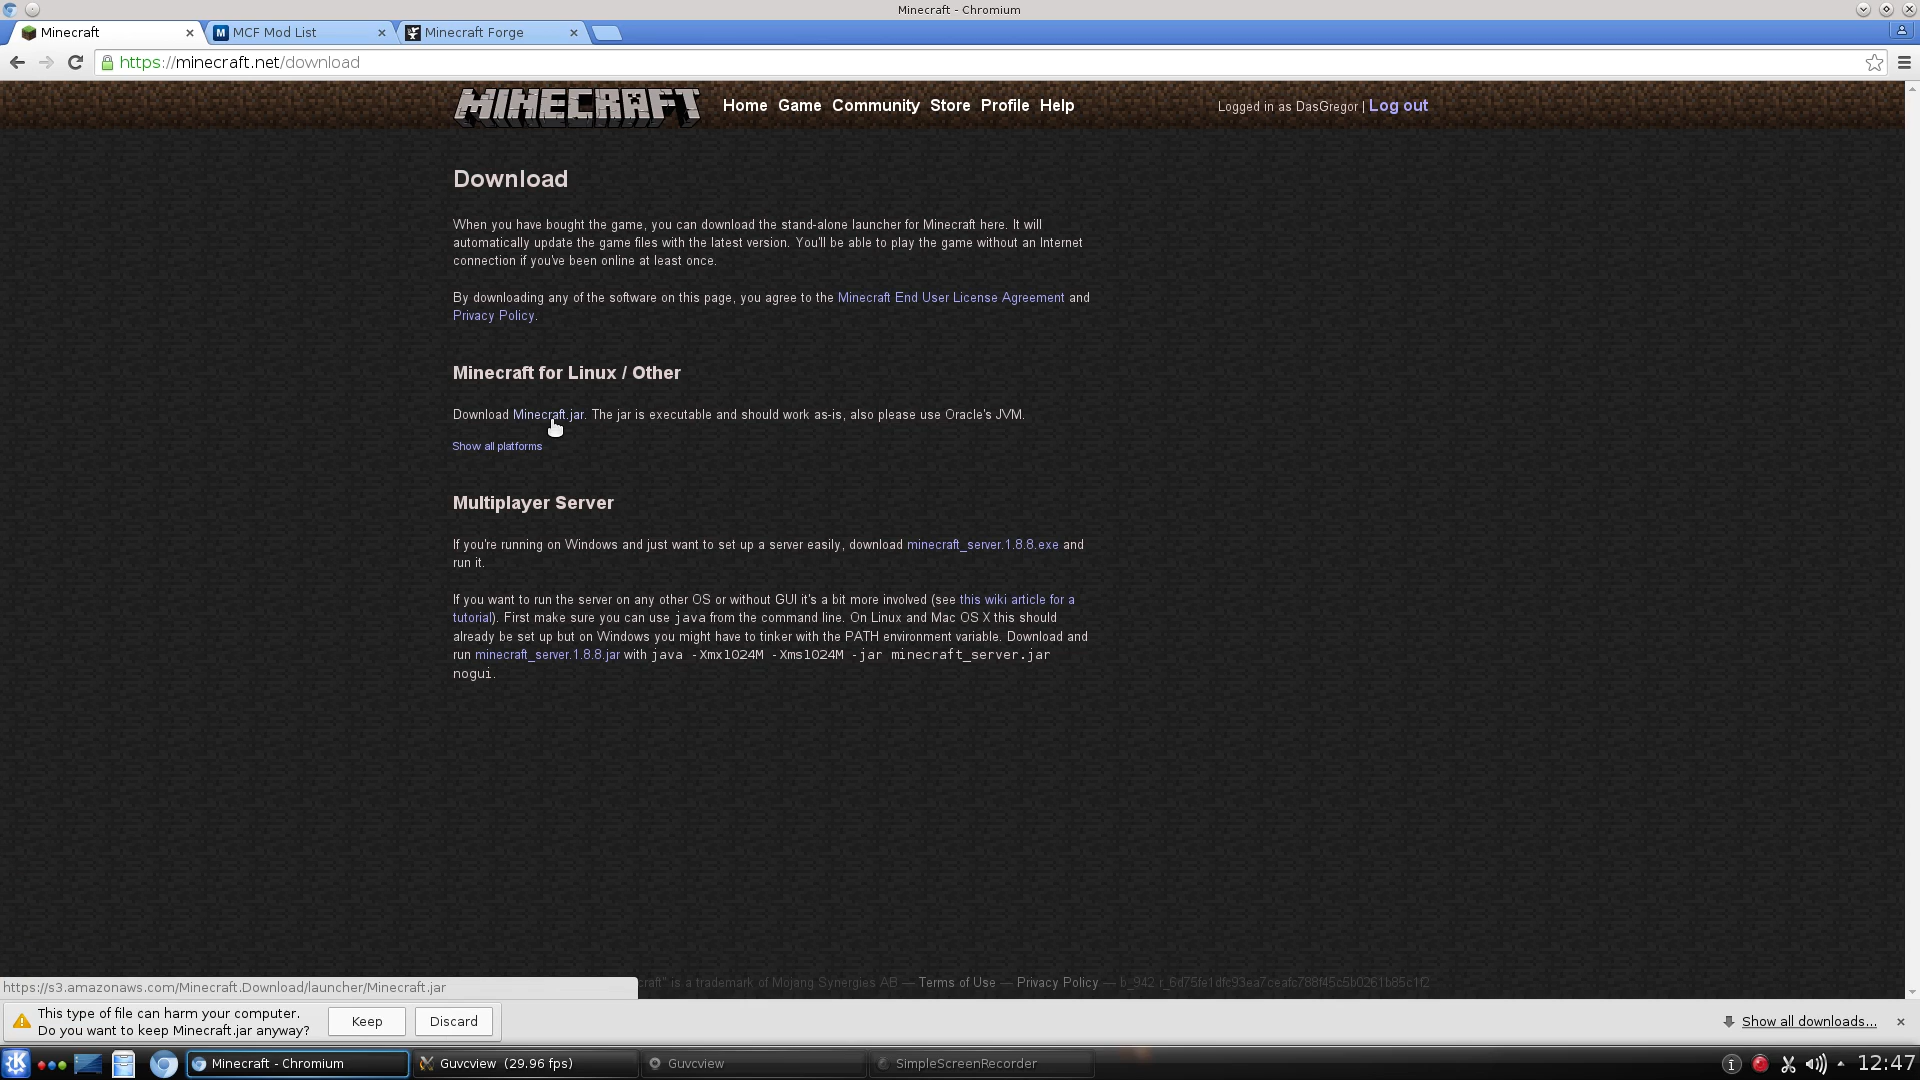 Minecraft - Chromium
Minecraft
MCF Mod List
Minecraft Forge
https://minecraft.net/download
MINECRAFT
Home Game Community Store Profile Help
Logged in as DasGregor | Log out
Download
When you have bought the game, you can download the stand-alone launcher for Minecraft here. It will
automatically update the game files with the latest version. You'll be able to play the game without an Internet
connection if you've been online at least once.
By downloading any of the software on this page, you agree to the Minecraft End User License Agreement and
Privacy Policy.
Minecraft for Linux / Other
Download Minecraft.jar. The jar is executable and should work as-is, also please use Oracle's JVM.
Show all platforms
Multiplayer Server
If you're running on Windows and just want to set up a server easily, download minecraft_server.1.8.8.exe and
run it.
If you want to run the server on any other OS or without GUI it's a bit more involved (see this wiki article for a
tutorial). First make sure you can use java from the command line. On Linux and Mac OS X this should
already be set up but on Windows you might have to tinker with the PATH environment variable. Download and
run minecraft_server.1.8.8.jar with java -Xmx1024M -Xms1024M -jar minecraft_server.jar
nogui.
craft" is a trademark of Mojang Synergies AB — Terms of Use — Privacy Policy —
https://s3.amazonaws.com/Minecraft.Download/launcher/Minecraft.jar
This type of file can harm your computer.
Do you want to keep Minecraft.jar anyway?
Keep
Discard
Show all downloads...
Minecraft - Chromium
Guvcview (29.96 fps)
Guvcview
SimpleScreenRecorder
12:47